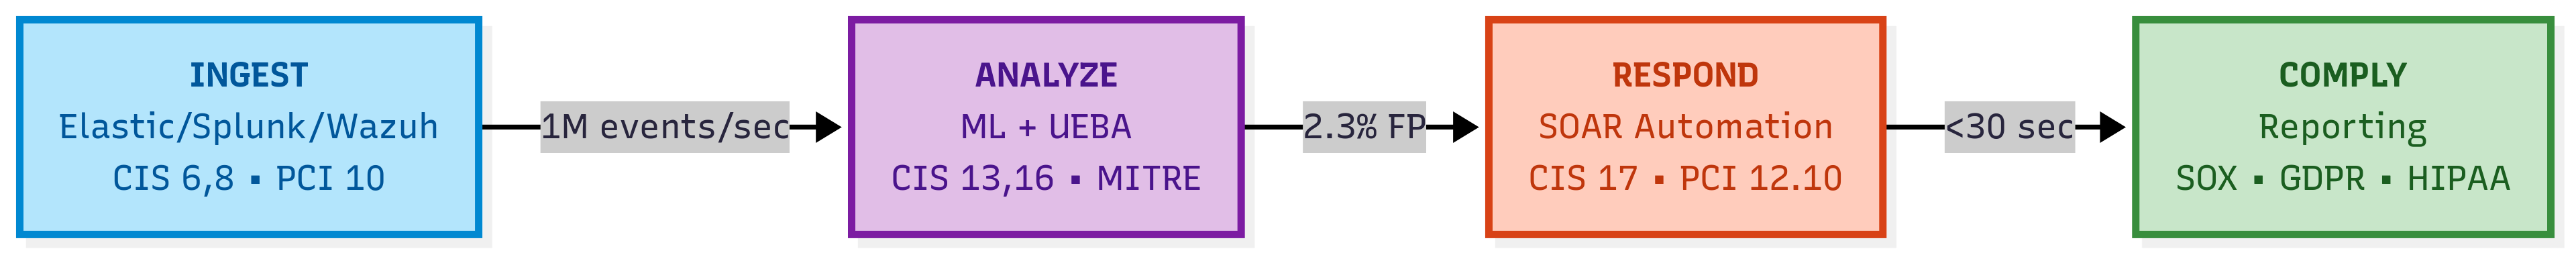 INGEST
Elastic/Splunk/Wazuh
CIS 6,8 ▪ PCI 10
1M events/sec
ANALYZE
ML + UEBA
CIS 13,16 ▪ MITRE
2.3% FP
RESPOND
SOAR Automation
CIS 17 ▪ PCI 12.10
<30 sec
COMPLY
Reporting
SOX ▪ GDPR ▪ HIPAA